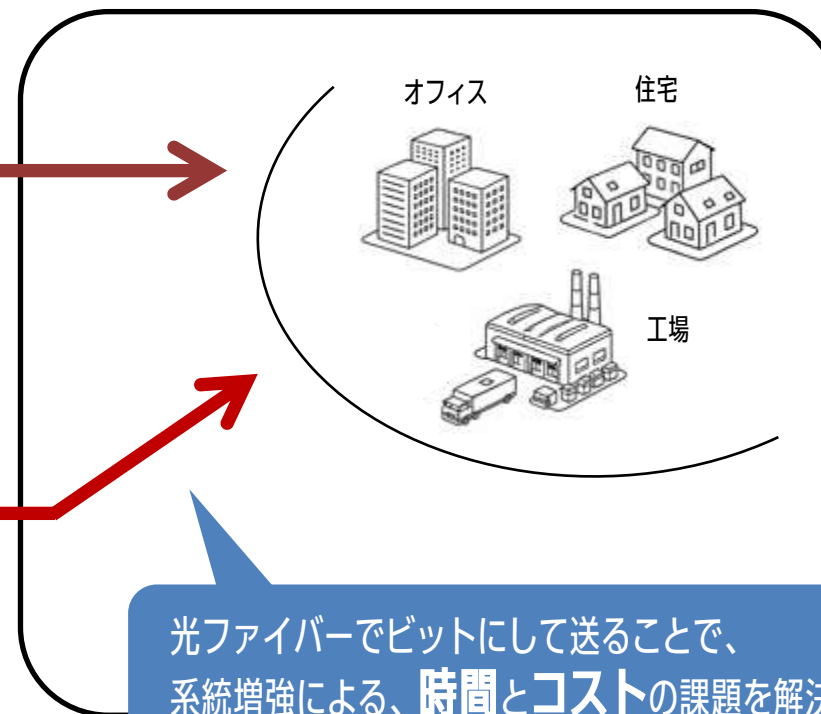 オフィス
住宅
工場
光ファイバーでビットにして送ることで、
系統増強による、時間とコストの課題を解決